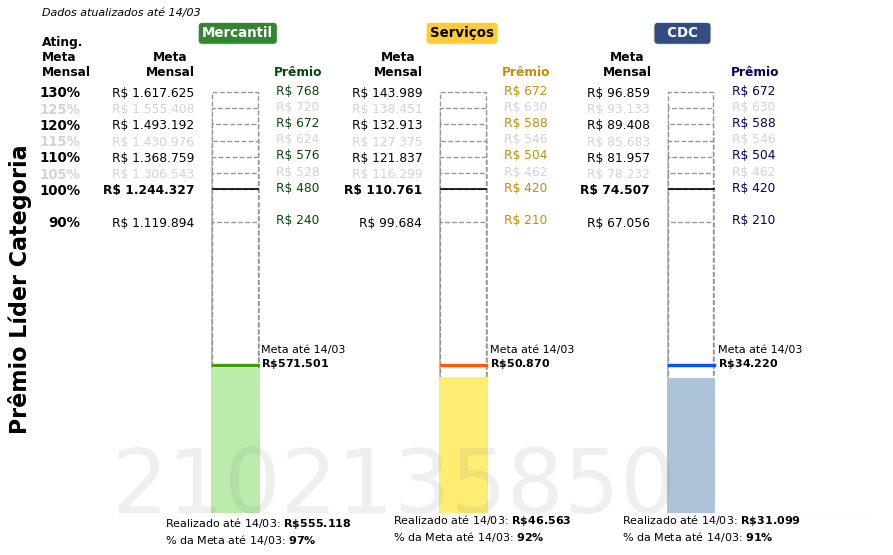 Dados atualizados até 14/03
Mercantil Serviços CDC
Ating. Meta Mensal
Meta Mensal Prêmio Meta Mensal Prêmio Meta Mensal Prêmio
130% R$ 1.617.625 R$ 768 R$ 143.989 R$ 672 R$ 96.859 R$ 672
125% R$ 1.555.408 R$ 720 R$ 138.451 R$ 630 R$ 93.133 R$ 630
120% R$ 1.493.192 R$ 672 R$ 132.913 R$ 588 R$ 89.408 R$ 588
115% R$ 1.430.976 R$ 624 R$ 127.375 R$ 546 R$ 85.683 R$ 546
110% R$ 1.368.759 R$ 576 R$ 121.837 R$ 504 R$ 81.957 R$ 504
105% R$ 1.306.543 R$ 528 R$ 116.299 R$ 462 R$ 78.232 R$ 462
100% R$ 1.244.327 R$ 480 R$ 110.761 R$ 420 R$ 74.507 R$ 420
90% R$ 1.119.894 R$ 240 R$ 99.684 R$ 210 R$ 67.056 R$ 210
Prêmio Líder Categoria
Meta até 14/03 Meta até 14/03 Meta até 14/03
R$571.501 R$50.870 R$34.220
2102135850
Realizado até 14/03: R$555.118 Realizado até 14/03: R$46.563 Realizado até 14/03: R$31.099
% da Meta até 14/03: 97% % da Meta até 14/03: 92% % da Meta até 14/03: 91%